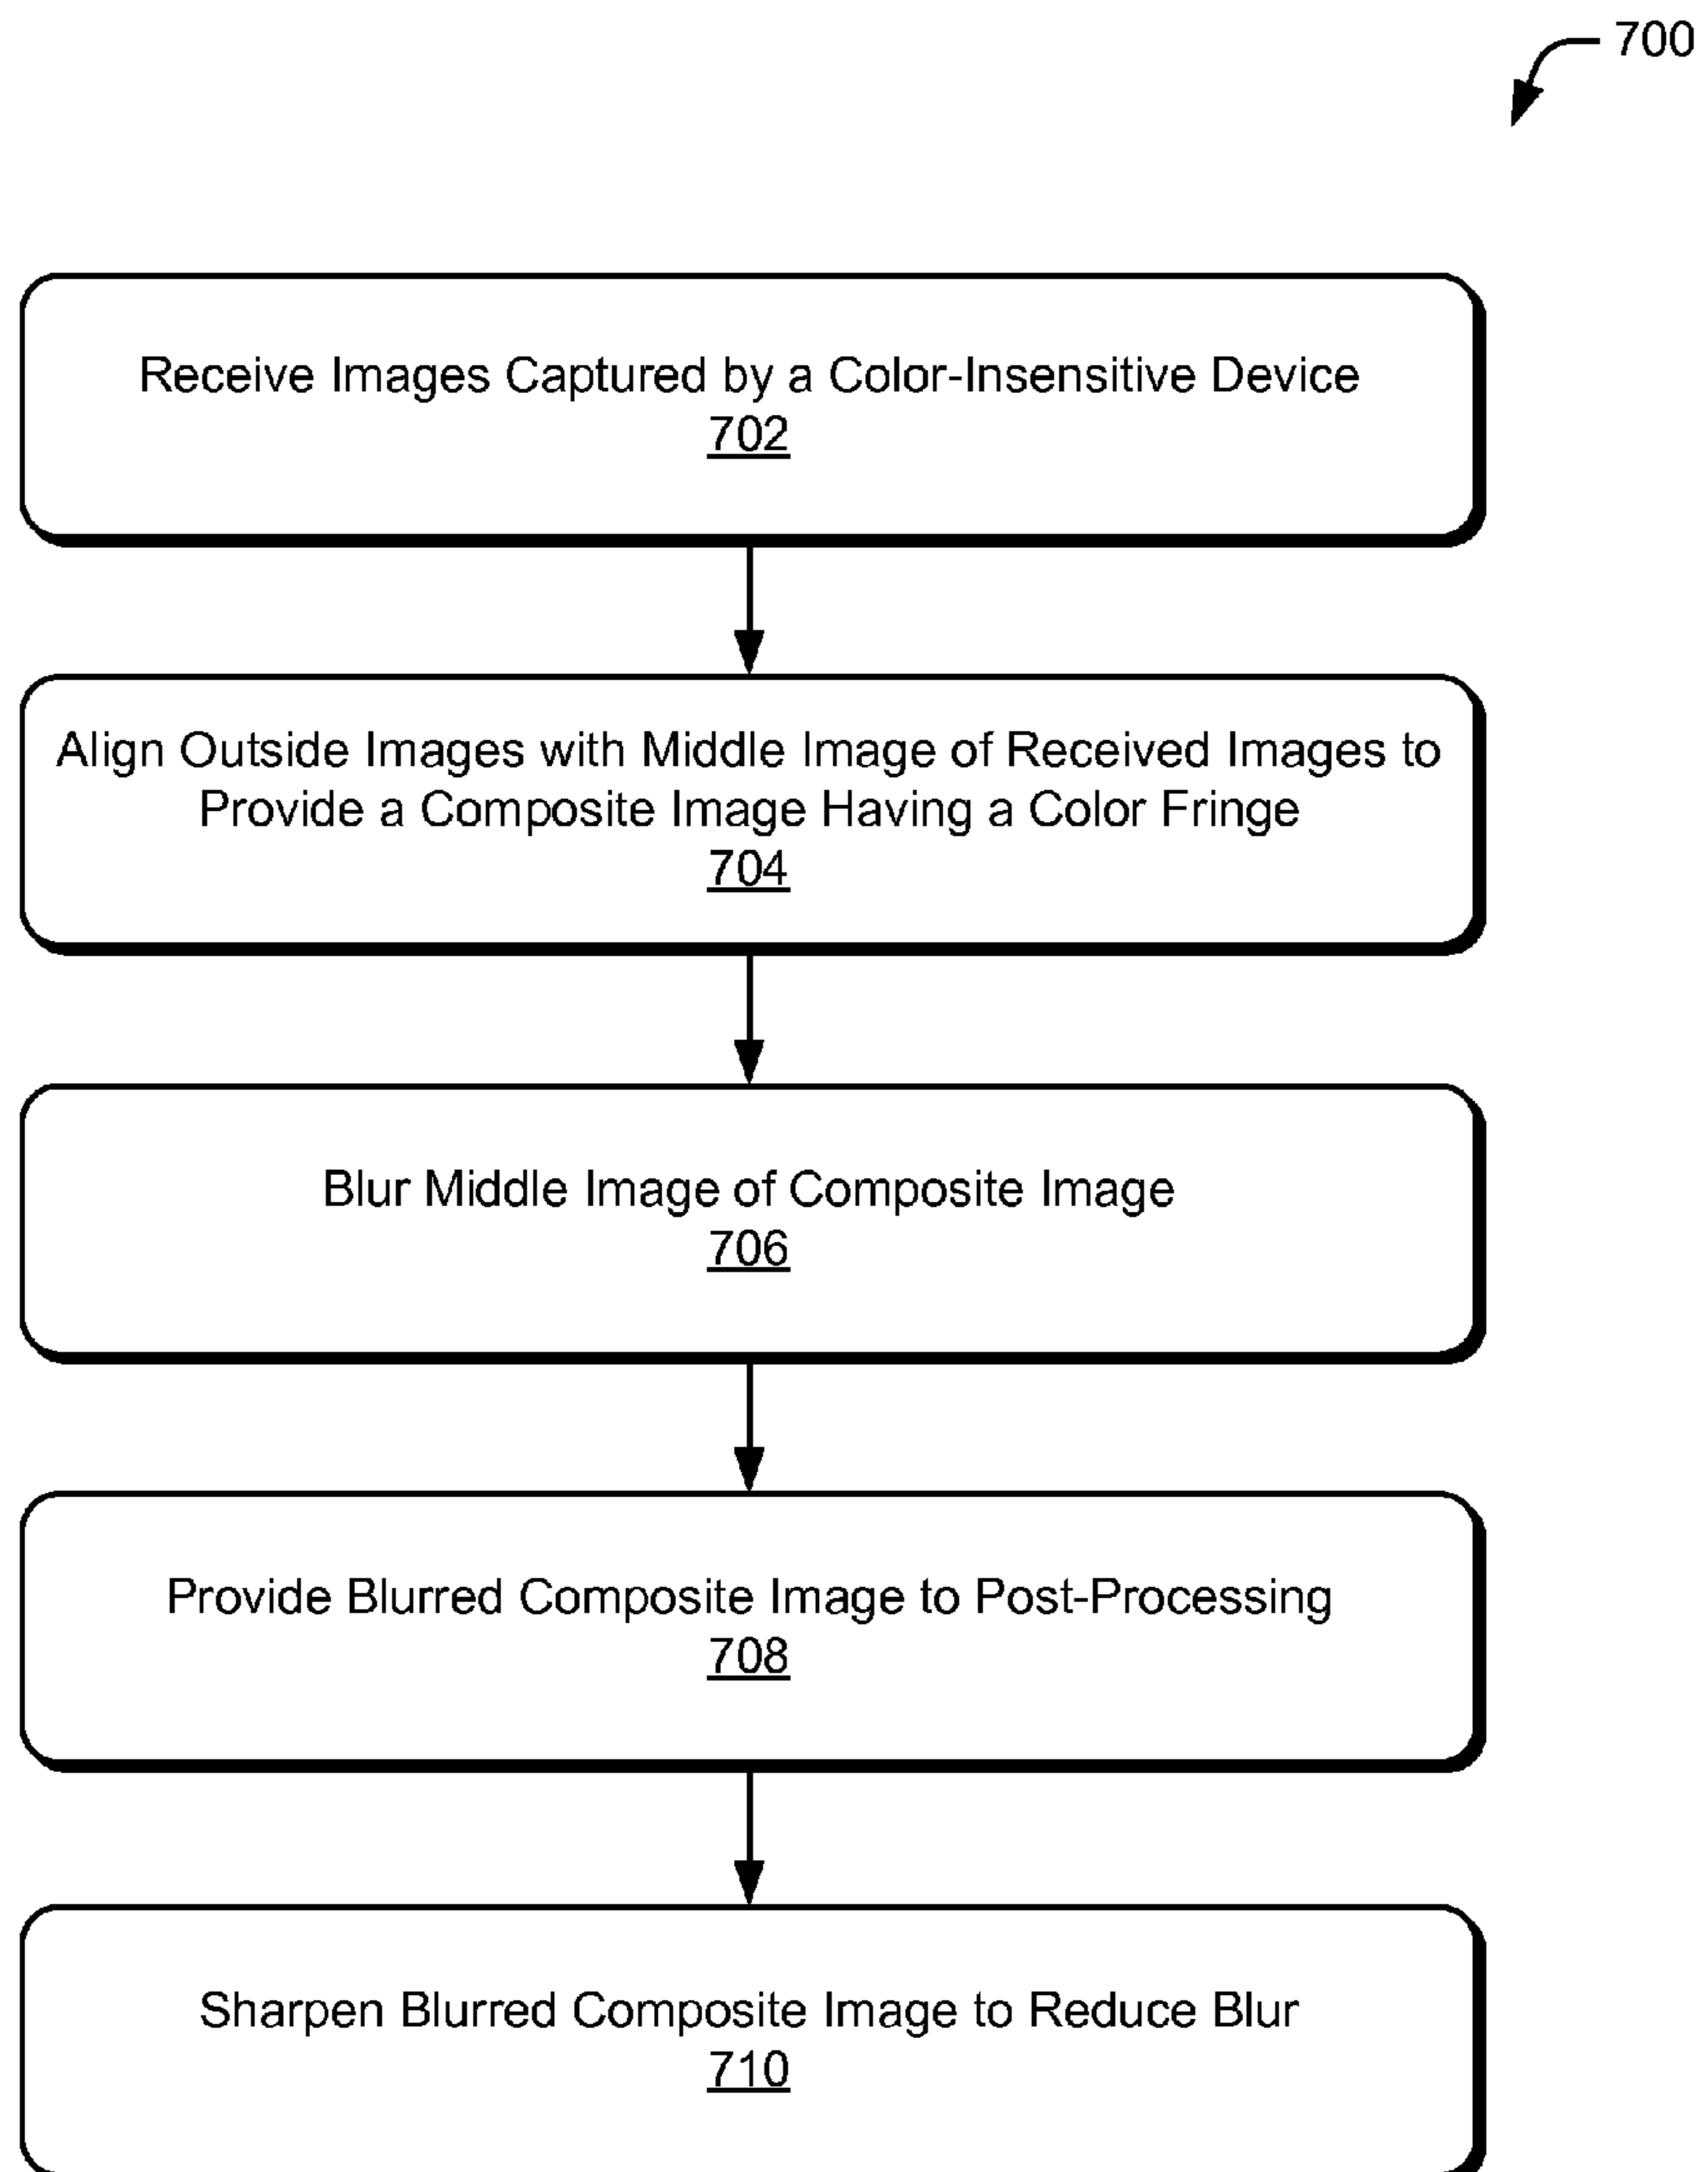 700
Receive Images Captured by a Color-Insensitive Device
702
Align Outside Images with Middle Image of Received Images to
Provide a Composite Image Having a Color Fringe
704
Blur Middle Image of Composite Image
706
Provide Blurred Composite Image to Post-Processing
708
Sharpen Blurred Composite Image to Reduce Blur
710